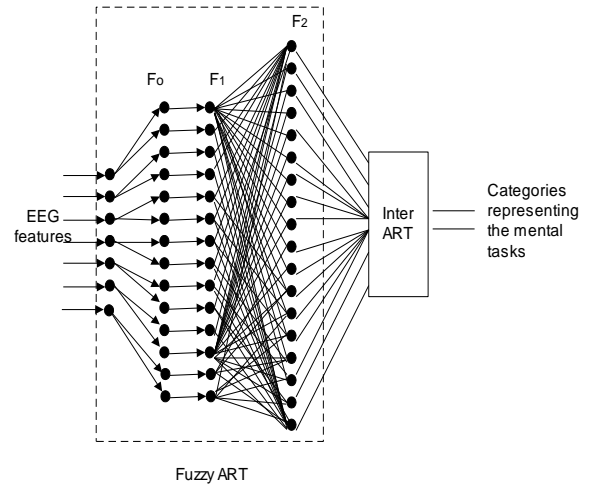 F2
Fo
F1
EEG
features
Inter
ART
Categories
representing
the mental
tasks
Fuzzy ART